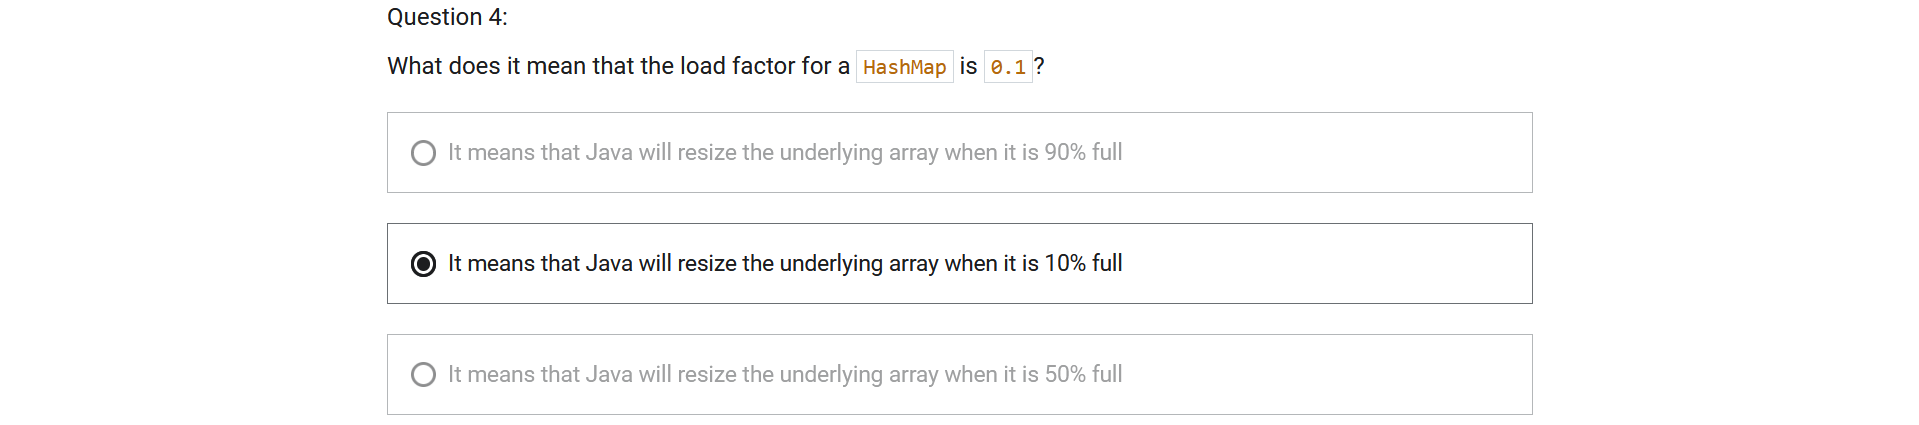 Question 4:
What does it mean that the load factor for a HashMap is 0.1?
It means that Java will resize the underlying array when it is 90% full
It means that Java will resize the underlying array when it is 10% full
It means that Java will resize the underlying array when it is 50% full